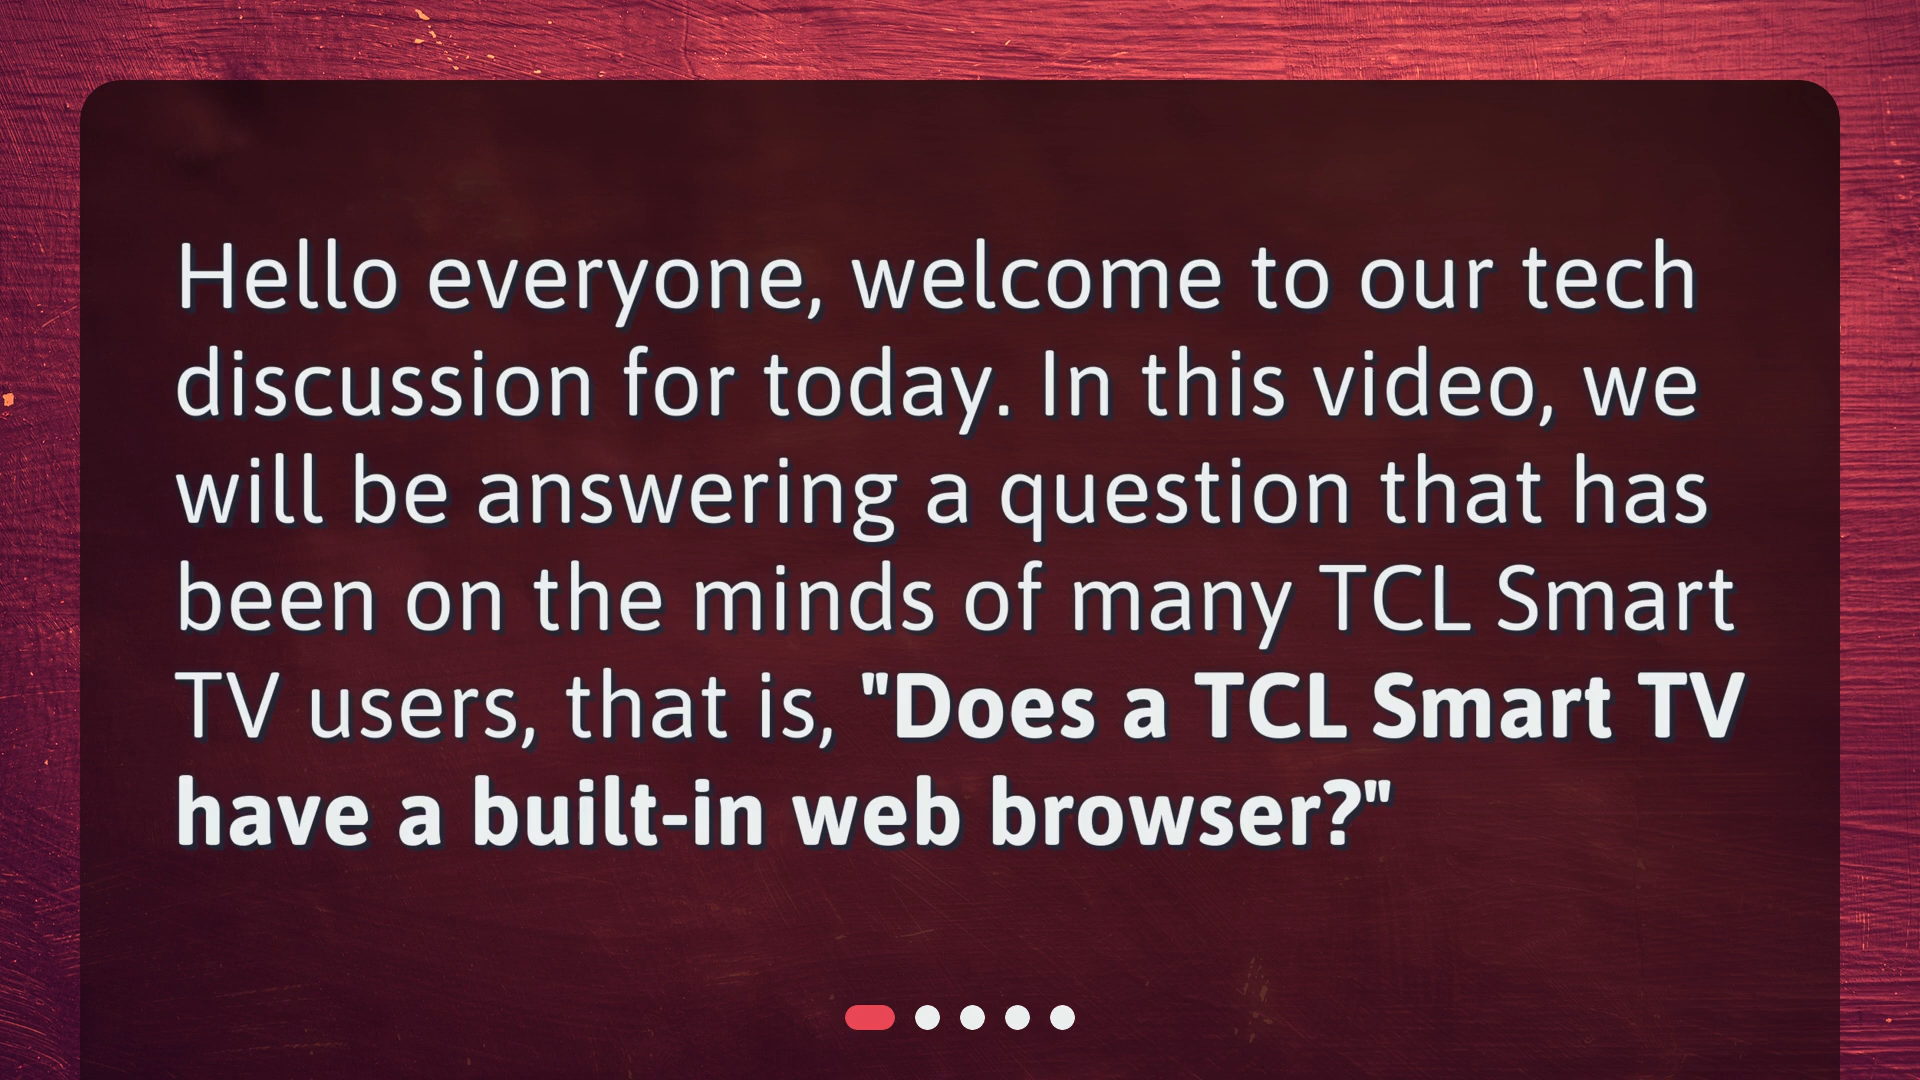 Hello everyone, welcome to our tech
discussion for today. In this video, we
will be answering a question that has
been on the minds of many TCL Smart
TV users, that is, "Does a TCL Smart TV
have a built-in web browser?"